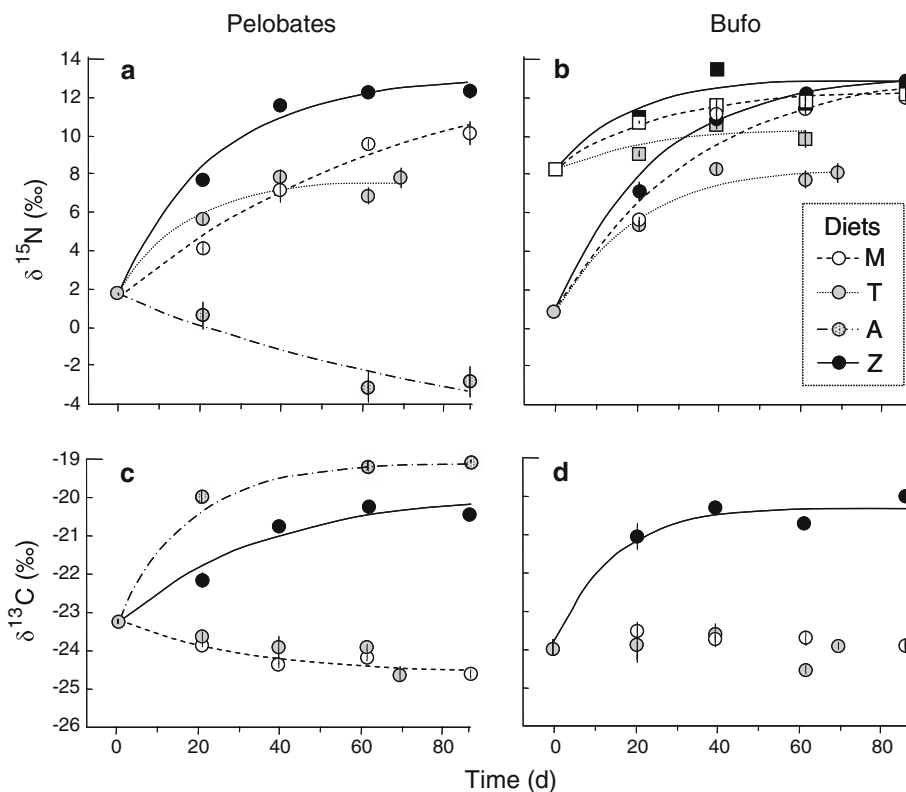 Pelobates Bufo
a
14
12
10
8
6
4
2
0
-2
-4
δ 15N (‰)
b
Diets
M
T
A
Z
c
-19
-20
-21
-22
-23
-24
-25
-26
δ 13C (‰)
d
0 20 40 60 80
0 20 40 60 80
Time (d)